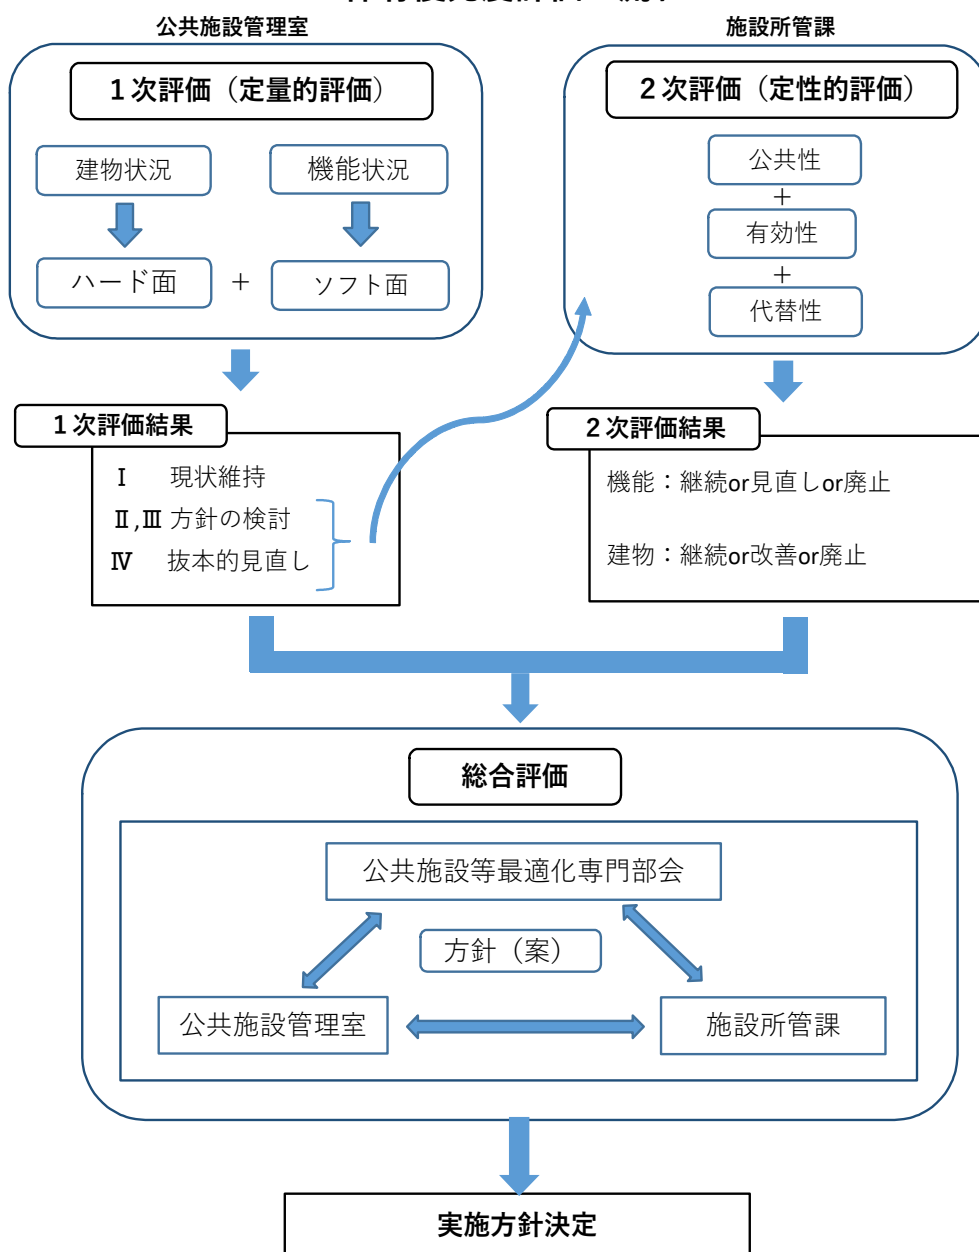 公共施設管理室
1次評価（定量的評価）
建物状況
機能状況
ハード面
+
ソフト面
施設所管課
2次評価（定性的評価）
公共性
+
有効性
+
代替性
1次評価結果
Ⅰ 現状維持
Ⅱ,Ⅲ 方針の検討
Ⅳ 抜本的見直し
2次評価結果
機能：継続or見直しor廃止
建物：継続or改善or廃止
総合評価
公共施設等最適化専門部会
方針（案）
公共施設管理室
施設所管課
実施方針決定